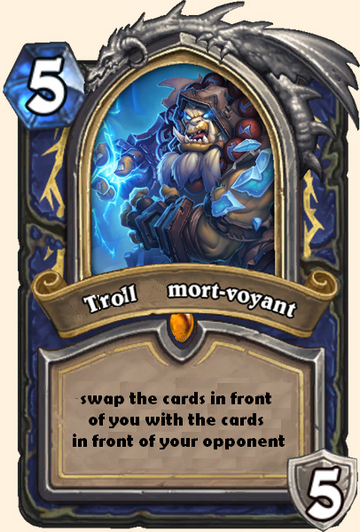 5
Troll mort-voyant
swap the cards in front
of you with the cards
in front of your opponent
5